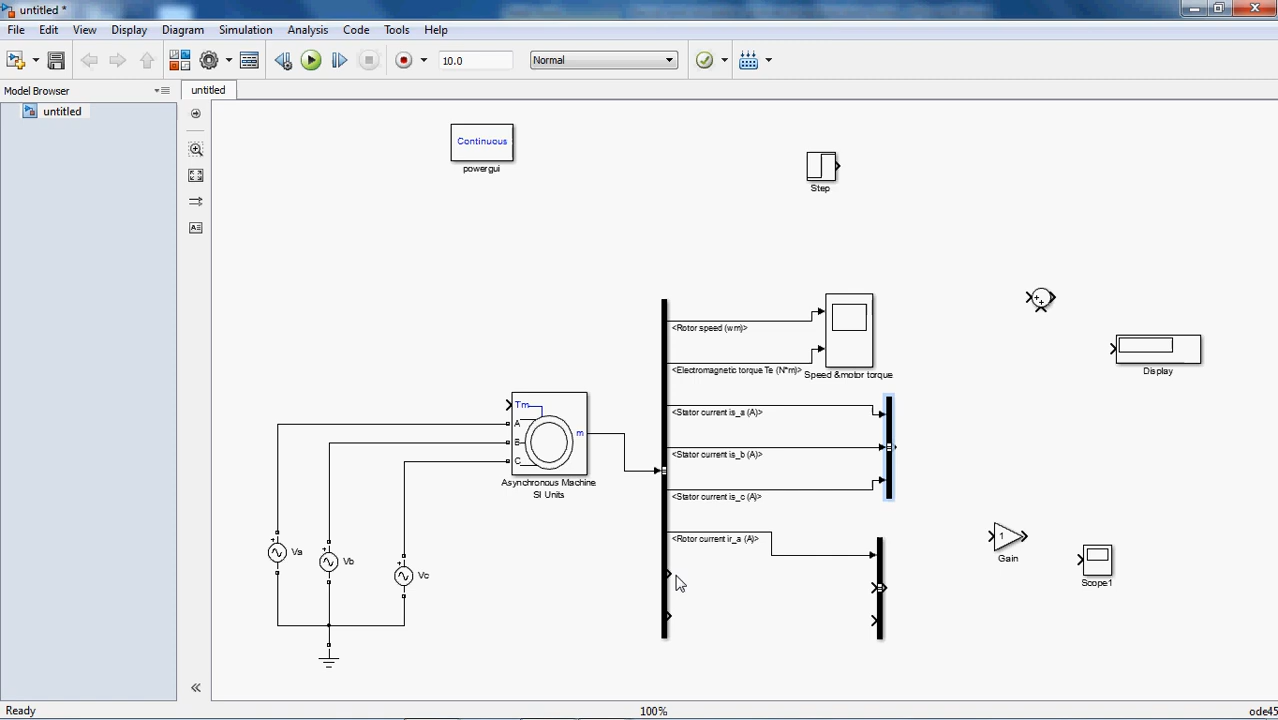 untitled *
File Edit View Display Diagram Simulation Analysis Code Tools Help
10.0 Normal
Model Browser
untitled
untitled
Continuous
powergui
Step
<Rotor speed (wm)>
<Electromagnetic torque Te (N*m)>
Speed &motor torque
Display
Tm
A
B
C
m
<Stator current is_a (A)>
<Stator current is_b (A)>
<Stator current is_c (A)>
Asynchronous Machine
SI Units
<Rotor current ir_a (A)>
Va
Vb
Vc
1
Gain
Scope1
Ready 100% ode45